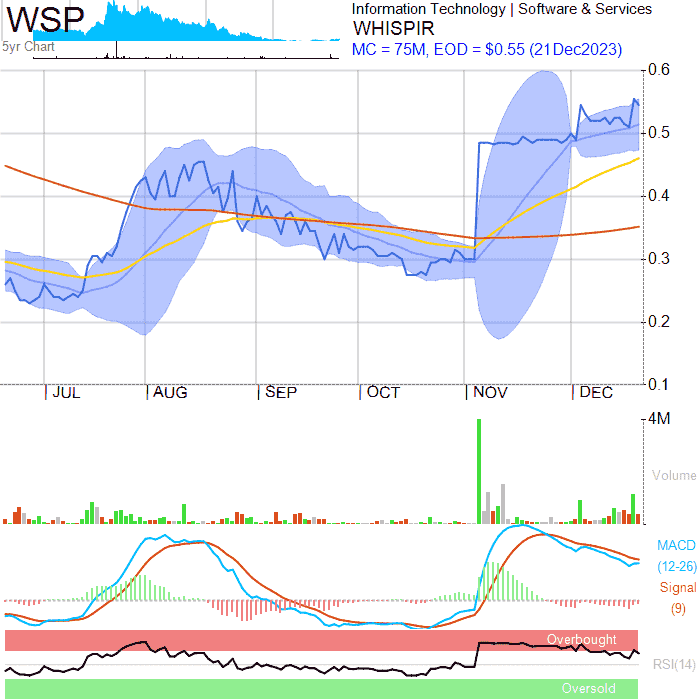 WSP
5yr Chart
Information Technology | Software & Services
WHISPIR
MC = 75M, EOD = $0.55 (21Dec2023)
0.6
0.5
0.4
0.3
0.2
0.1
JUL AUG SEP OCT NOV DEC
4M
Volume
MACD
(12-26)
Signal
(9)
Overbought
RSI(14)
Oversold